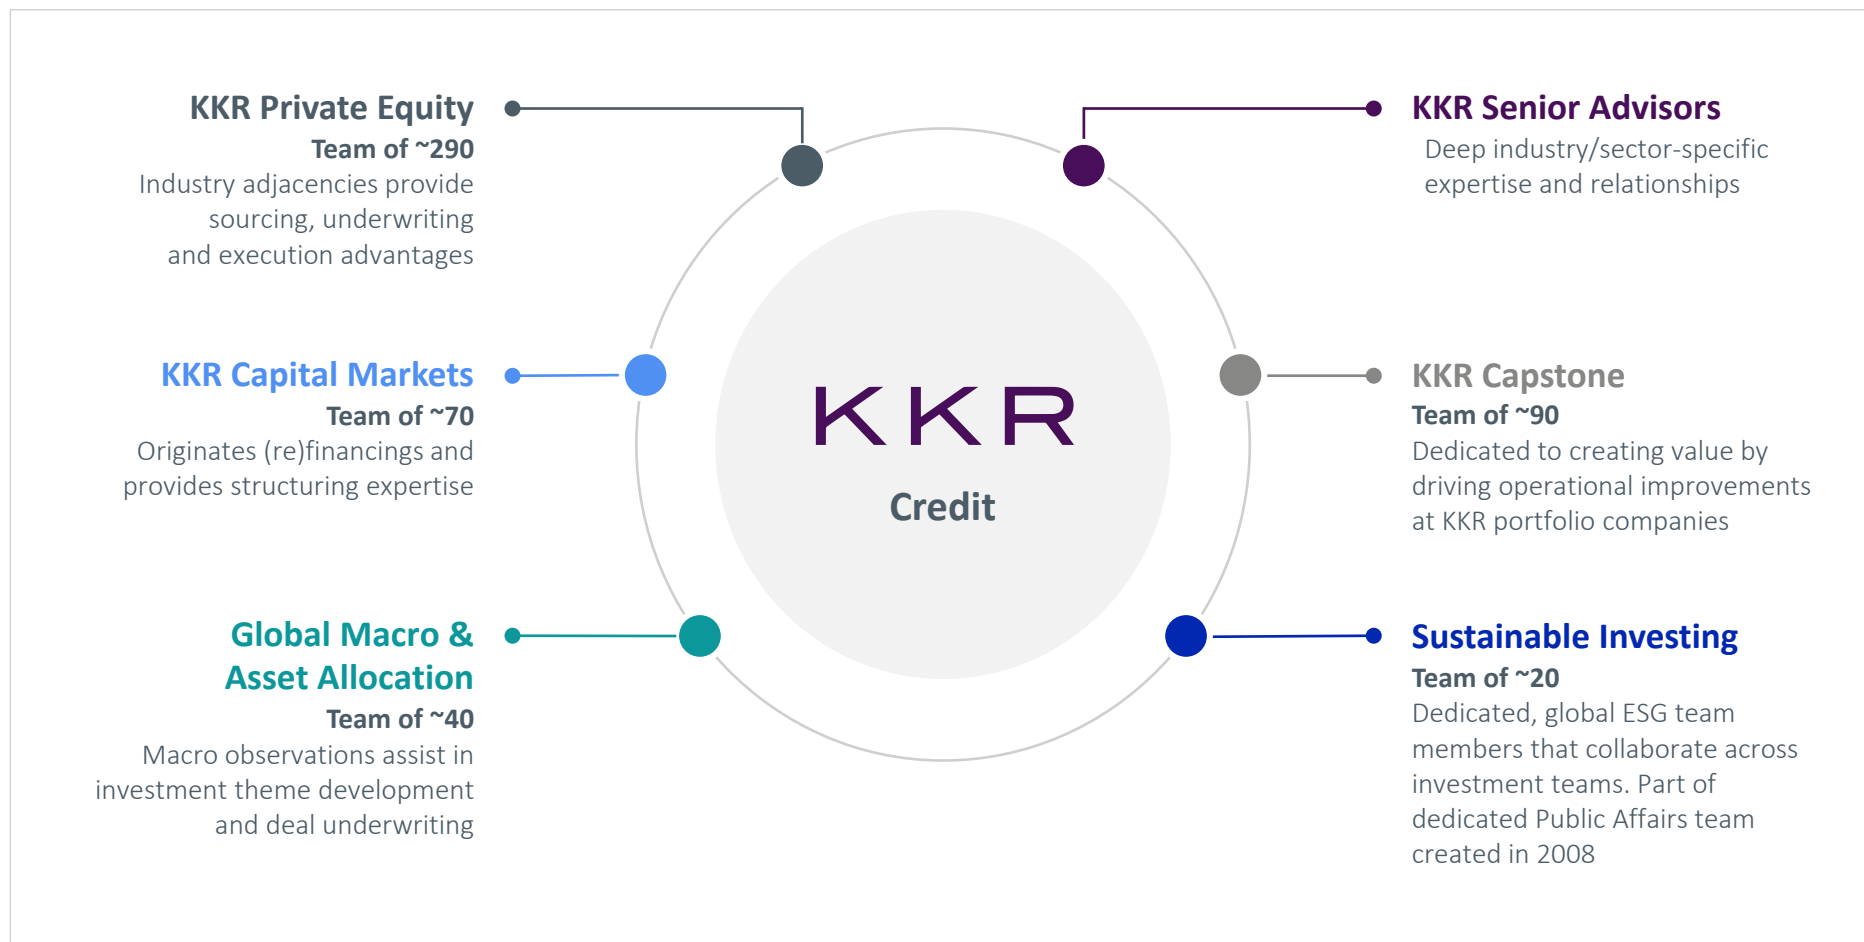 KKR Private Equity
Team of ~290
Industry adjacencies provide
sourcing, underwriting
and execution advantages
KKR Capital Markets
Team of ~70
Originates (re)financings and
provides structuring expertise
Global Macro &
Asset Allocation
Team of ~40
Macro observations assist in
investment theme development
and deal underwriting
KKR
Credit
KKR Senior Advisors
Deep industry/sector-specific
expertise and relationships
KKR Capstone
Team of ~90
Dedicated to creating value by
driving operational improvements
at KKR portfolio companies
Sustainable Investing
Team of ~20
Dedicated, global ESG team
members that collaborate across
investment teams. Part of
dedicated Public Affairs team
created in 2008